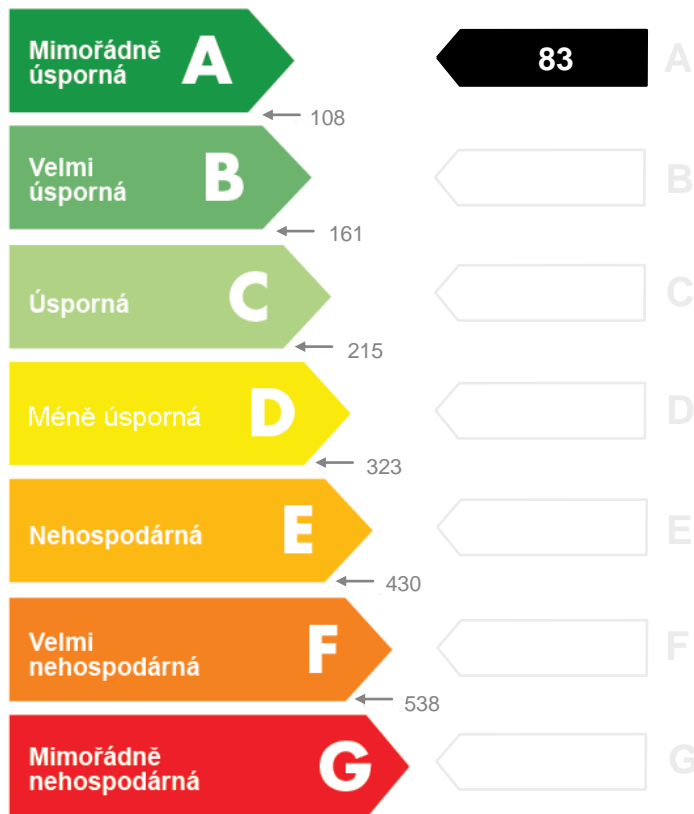 Mimořádně
úsporná
A
83
A
108
Velmi
úsporná
B
B
161
Úsporná
C
C
215
Méně úsporná
D
D
323
Nehospodárná
E
E
430
Velmi
nehospodárná
F
F
538
Mimořádně
nehospodárná
G
G